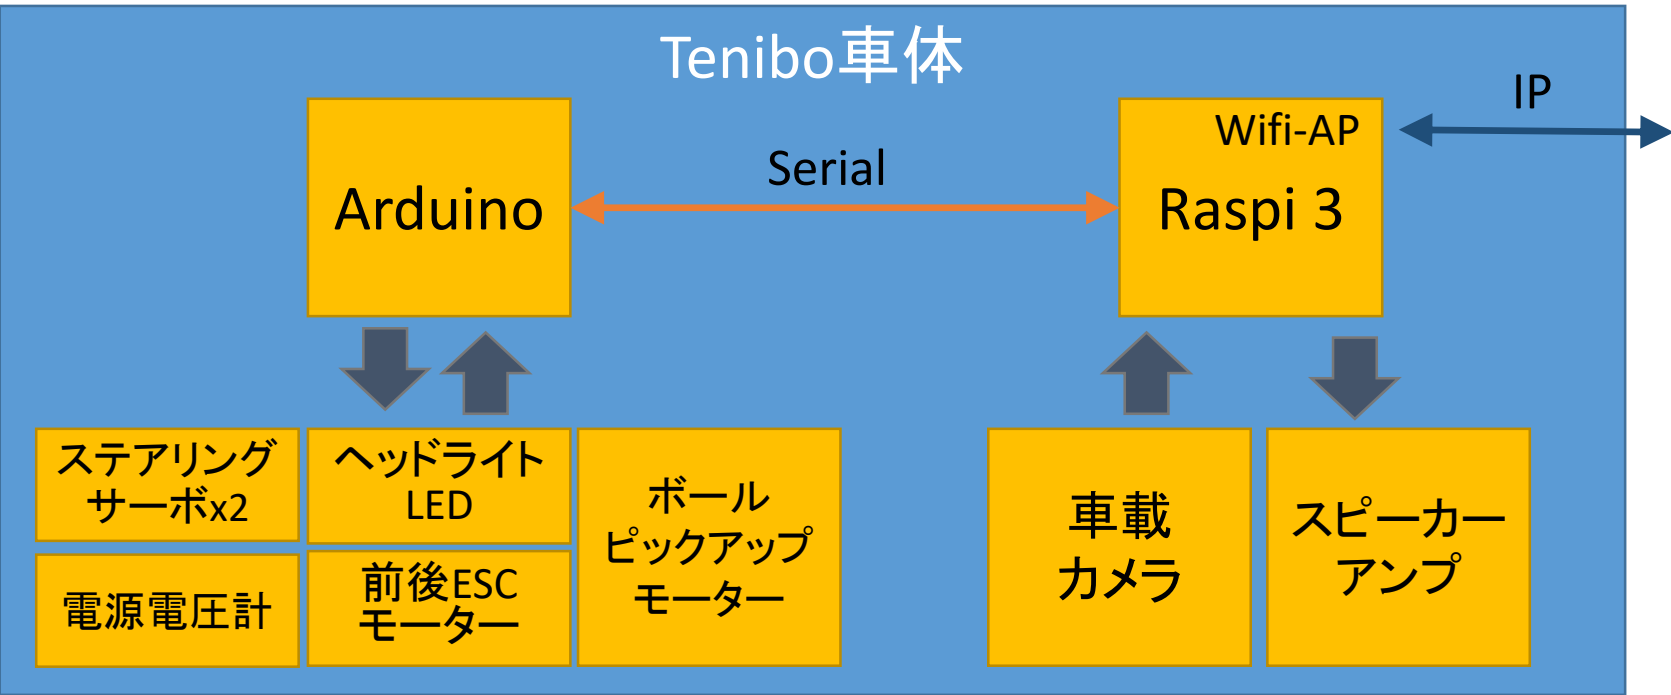 Tenibo車体
IP
Wifi-AP
Serial
Arduino
Raspi 3
ステアリング
サーボx2
ヘッドライト
LED
ボール
ピックアップ
モーター
電源電圧計
前後ESC
モーター
車載
カメラ
スピーカー
アンプ